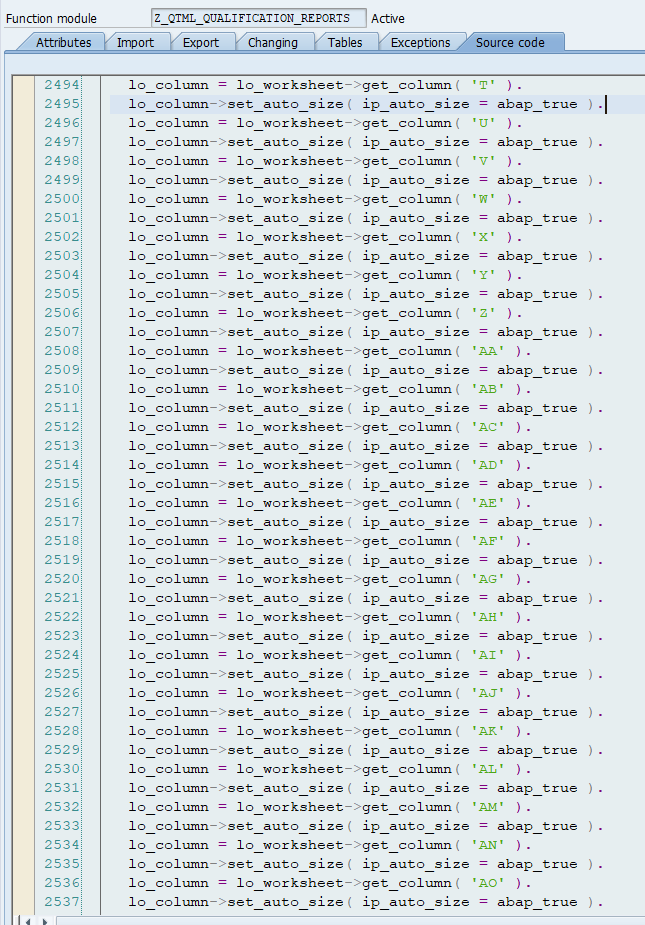 Function module Z_QTML_QUALIFICATION_REPORTS Active
Attributes Import Export Changing Tables Exceptions Source code
2494 lo_column = lo_worksheet->get_column( 'T' ).
2495 lo_column->set_auto_size( ip_auto_size = abap_true ).
2496 lo_column = lo_worksheet->get_column( 'U' ).
2497 lo_column->set_auto_size( ip_auto_size = abap_true ).
2498 lo_column = lo_worksheet->get_column( 'V' ).
2499 lo_column->set_auto_size( ip_auto_size = abap_true ).
2500 lo_column = lo_worksheet->get_column( 'W' ).
2501 lo_column->set_auto_size( ip_auto_size = abap_true ).
2502 lo_column = lo_worksheet->get_column( 'X' ).
2503 lo_column->set_auto_size( ip_auto_size = abap_true ).
2504 lo_column = lo_worksheet->get_column( 'Y' ).
2505 lo_column->set_auto_size( ip_auto_size = abap_true ).
2506 lo_column = lo_worksheet->get_column( 'Z' ).
2507 lo_column->set_auto_size( ip_auto_size = abap_true ).
2508 lo_column = lo_worksheet->get_column( 'AA' ).
2509 lo_column->set_auto_size( ip_auto_size = abap_true ).
2510 lo_column = lo_worksheet->get_column( 'AB' ).
2511 lo_column->set_auto_size( ip_auto_size = abap_true ).
2512 lo_column = lo_worksheet->get_column( 'AC' ).
2513 lo_column->set_auto_size( ip_auto_size = abap_true ).
2514 lo_column = lo_worksheet->get_column( 'AD' ).
2515 lo_column->set_auto_size( ip_auto_size = abap_true ).
2516 lo_column = lo_worksheet->get_column( 'AE' ).
2517 lo_column->set_auto_size( ip_auto_size = abap_true ).
2518 lo_column = lo_worksheet->get_column( 'AF' ).
2519 lo_column->set_auto_size( ip_auto_size = abap_true ).
2520 lo_column = lo_worksheet->get_column( 'AG' ).
2521 lo_column->set_auto_size( ip_auto_size = abap_true ).
2522 lo_column = lo_worksheet->get_column( 'AH' ).
2523 lo_column->set_auto_size( ip_auto_size = abap_true ).
2524 lo_column = lo_worksheet->get_column( 'AI' ).
2525 lo_column->set_auto_size( ip_auto_size = abap_true ).
2526 lo_column = lo_worksheet->get_column( 'AJ' ).
2527 lo_column->set_auto_size( ip_auto_size = abap_true ).
2528 lo_column = lo_worksheet->get_column( 'AK' ).
2529 lo_column->set_auto_size( ip_auto_size = abap_true ).
2530 lo_column = lo_worksheet->get_column( 'AL' ).
2531 lo_column->set_auto_size( ip_auto_size = abap_true ).
2532 lo_column = lo_worksheet->get_column( 'AM' ).
2533 lo_column->set_auto_size( ip_auto_size = abap_true ).
2534 lo_column = lo_worksheet->get_column( 'AN' ).
2535 lo_column->set_auto_size( ip_auto_size = abap_true ).
2536 lo_column = lo_worksheet->get_column( 'AO' ).
2537 lo_column->set_auto_size( ip_auto_size = abap_true ).